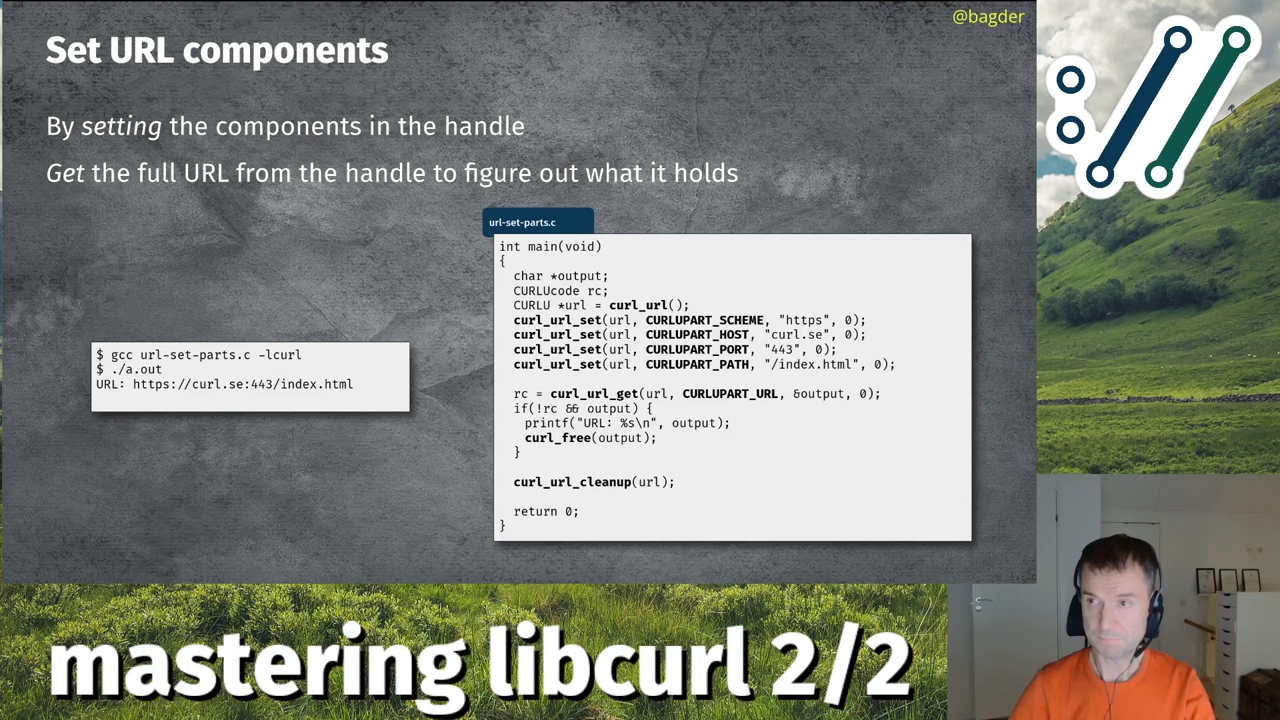 @bagder
Set URL components
By setting the components in the handle
Get the full URL from the handle to figure out what it holds
url-set-parts.c
int main(void)
{
char *output;
CURLUcode rc;
CURLU *url = curl_url();
curl_url_set(url, CURLUPART_SCHEME, "https", 0);
curl_url_set(url, CURLUPART_HOST, "curl.se", 0);
curl_url_set(url, CURLUPART_PORT, "443", 0);
curl_url_set(url, CURLUPART_PATH, "/index.html", 0);
rc = curl_url_get(url, CURLUPART_URL, &output, 0);
if(!rc && output) {
printf("URL: %s\n", output);
curl_free(output);
}
curl_url_cleanup(url);
return 0;
}
$ gcc url-set-parts.c -lcurl
$ ./a.out
URL: https://curl.se:443/index.html
mastering libcurl 2/2